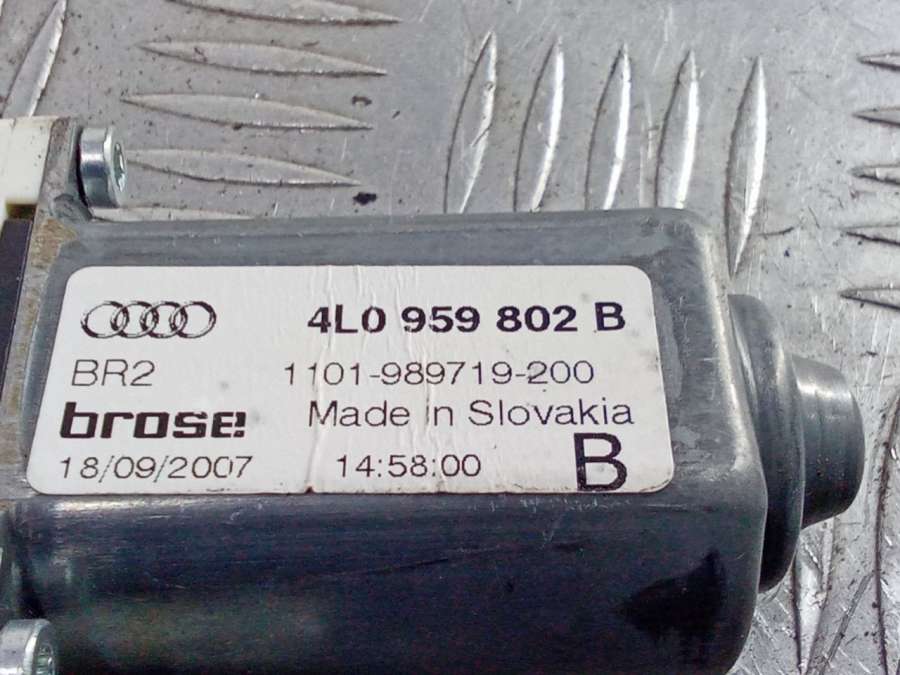 4L0 959 802 B
BR2 1101-989719-200
brose Made in Slovakia
18/09/2007 14:58:00 B